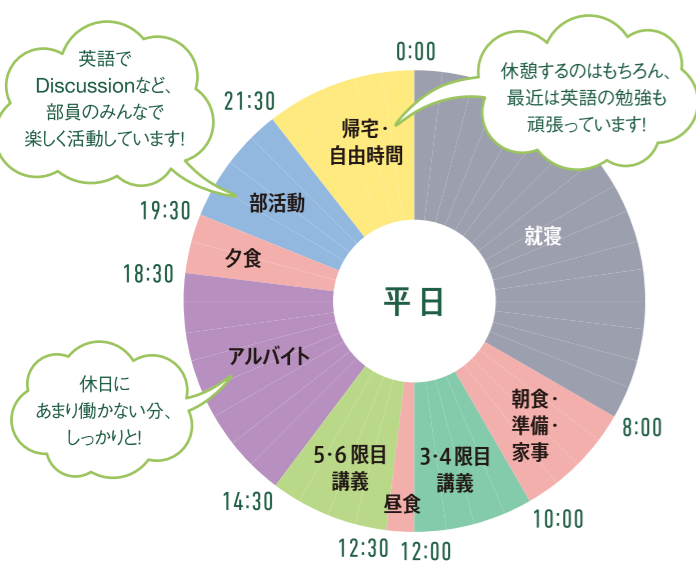 英語で
Discussionなど、
部員のみんなで
楽しく活動しています!
休憩するのはもちろん、
最近は英語の勉強も
頑張っています!
休日に
あまり働かない分、
しっかりと!
平日
0:00
就寝
8:00
朝食・
準備・
家事
10:00
3・4限目
講義
12:00
昼食
12:30
5・6限目
講義
14:30
アルバイト
18:30
夕食
19:30
部活動
21:30
帰宅・
自由時間